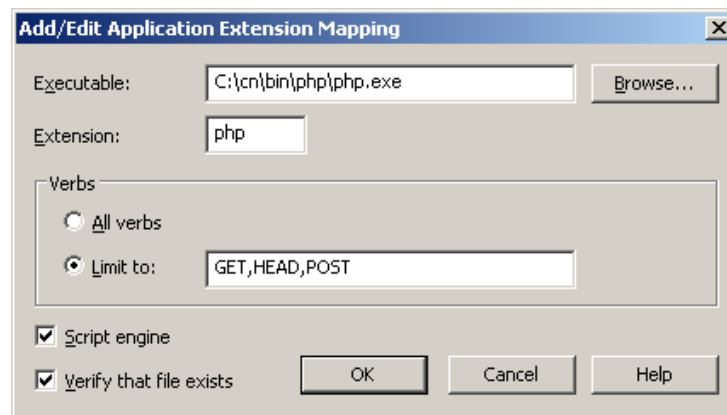 Add/Edit Application Extension Mapping
Executable: C:\cn\bin\php\php.exe Browse...
Extension: php
Verbs
All verbs
Limit to: GET,HEAD,POST
Script engine
Verify that file exists OK Cancel Help